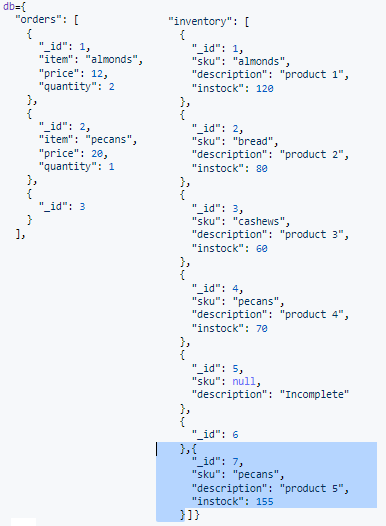 db={
"orders": [
{
"_id": 1,
"item": "almonds",
"price": 12,
"quantity": 2
},
{
"_id": 2,
"item": "pecans",
"price": 20,
"quantity": 1
},
{
"_id": 3
}
],
"inventory": [
{
"_id": 1,
"sku": "almonds",
"description": "product 1",
"instock": 120
},
{
"_id": 2,
"sku": "bread",
"description": "product 2",
"instock": 80
},
{
"_id": 3,
"sku": "cashews",
"description": "product 3",
"instock": 60
},
{
"_id": 4,
"sku": "pecans",
"description": "product 4",
"instock": 70
},
{
"_id": 5,
"sku": null,
"description": "Incomplete"
},
{
"_id": 6
},{
"_id": 7,
"sku": "pecans",
"description": "product 5",
"instock": 155
}]}